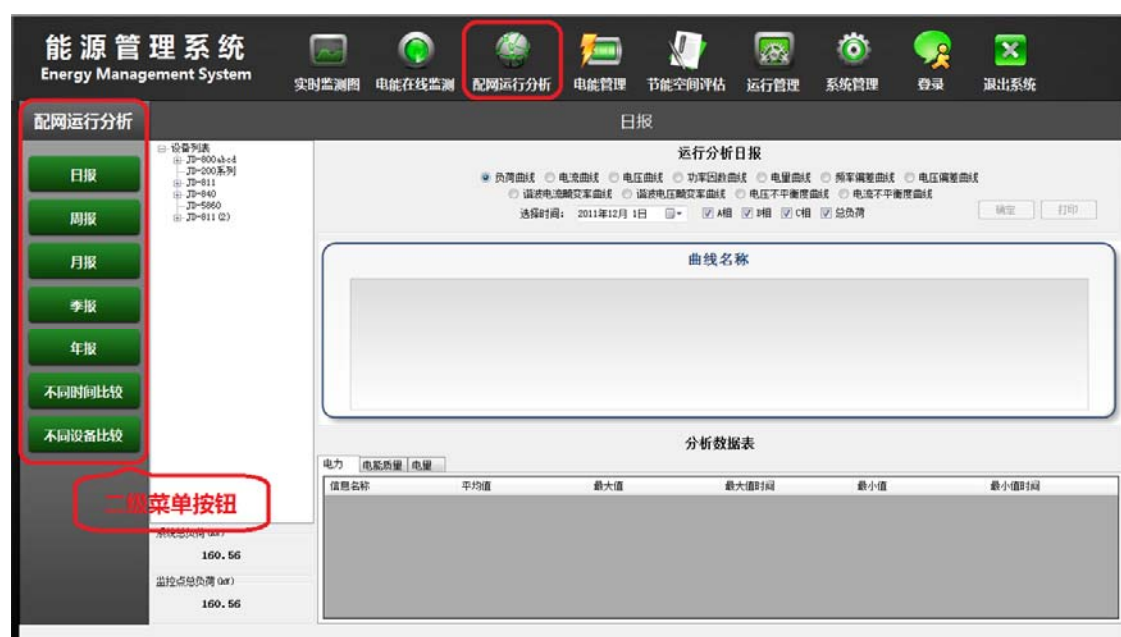 能源管理系统
Energy Management System
实时监测图 电能在线监测 配网运行分析 电能管理 节能空间评估 运行管理 系统管理 登录 退出系统
配网运行分析
日报
日报
周报
月报
季报
年报
不同时间比较
不同设备比较
二级菜单按钮
设备列表
JD-800abcd
JD-200系列
JD-811
JD-840
JD-5860
JD-811(2)
运行分析日报
负荷曲线 电流曲线 电压曲线 功率因数曲线 电量曲线 频率偏差曲线 电压偏差曲线
谐波电流畸变率曲线 谐波电压畸变率曲线 电压不平衡度曲线 电流不平衡度曲线
选择时间: 2011年12月 1日 A相 B相 C相 总负荷 确定 打印
曲线名称
分析数据表
电力 电能质量 电量
信息名称 平均值 最大值 最大值时间 最小值 最小值时间
系统总负荷(kW)
160.56
监控点总负荷(kW)
160.56